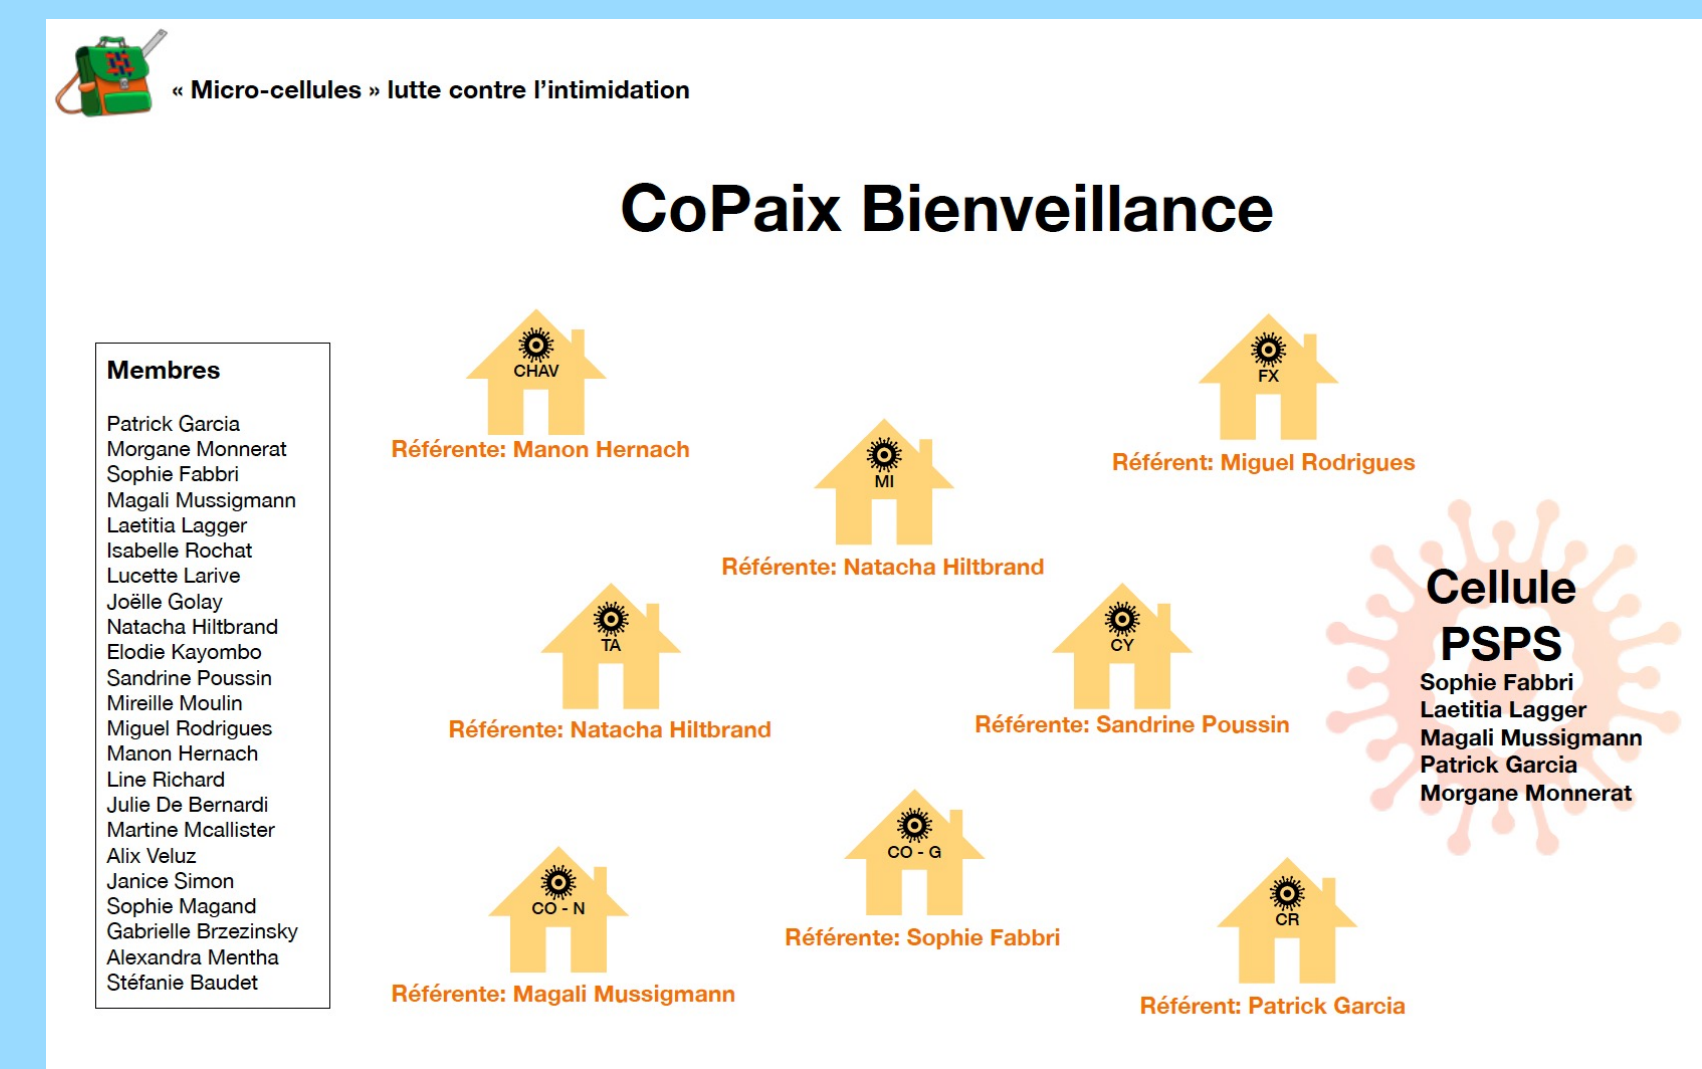 « Micro-cellules » lutte contre l’intimidation
CoPaix Bienveillance
Membres
Patrick Garcia
Morgane Monnerat
Sophie Fabbri
Magali Mussigmann
Laetitia Lagger
Isabelle Rochat
Lucette Larive
Joëlle Golay
Natacha Hiltbrand
Elodie Kayombo
Sandrine Poussin
Mireille Moulin
Miguel Rodrigues
Manon Hernach
Line Richard
Julie De Bernardi
Martine Mcallister
Alix Veluz
Janice Simon
Sophie Magand
Gabrielle Brzezinsky
Alexandra Mentha
Stéfanie Baudet
CHAV
Référente: Manon Hernach
FX
Référent: Miguel Rodrigues
MI
Référente: Natacha Hiltbrand
TA
Référente: Natacha Hiltbrand
CY
Référente: Sandrine Poussin
CO - N
Référente: Magali Mussigmann
CO - G
Référente: Sophie Fabbri
CR
Référent: Patrick Garcia
Cellule
PSPS
Sophie Fabbri
Laetitia Lagger
Magali Mussigmann
Patrick Garcia
Morgane Monnerat